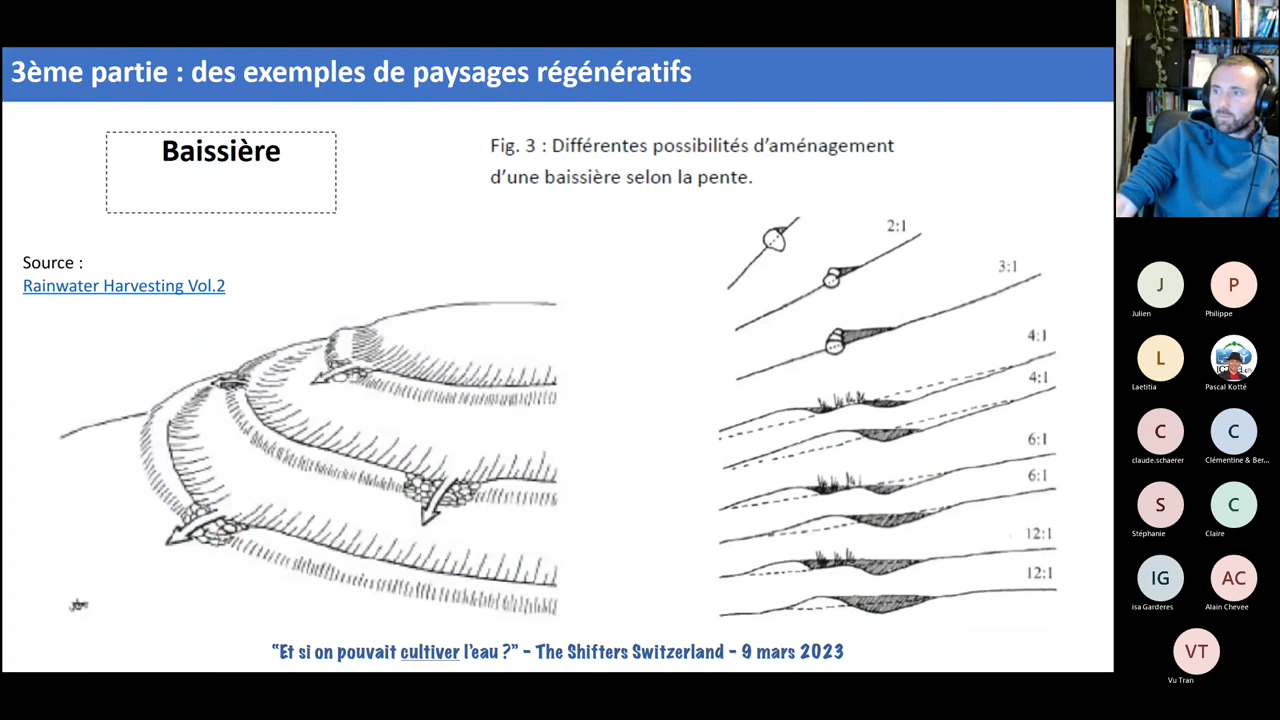 3ème partie : des exemples de paysages régénératifs
Baissière
Fig. 3 : Différentes possibilités d'aménagement
d'une baissière selon la pente.
Source :
Rainwater Harvesting Vol.2
2:1
3:1
4:1
4:1
6:1
6:1
12:1
12:1
"Et si on pouvait cultiver l'eau ?" – The Shifters Switzerland – 9 mars 2023
J
Julien
P
Philippe
L
Laetitia
Pascal Kotté
C
claude.schaerer
C
Clémentine & Ber...
S
Stéphanie
C
Claire
IG
isa Garderes
AC
Alain Chevee
VT
Vu Tran